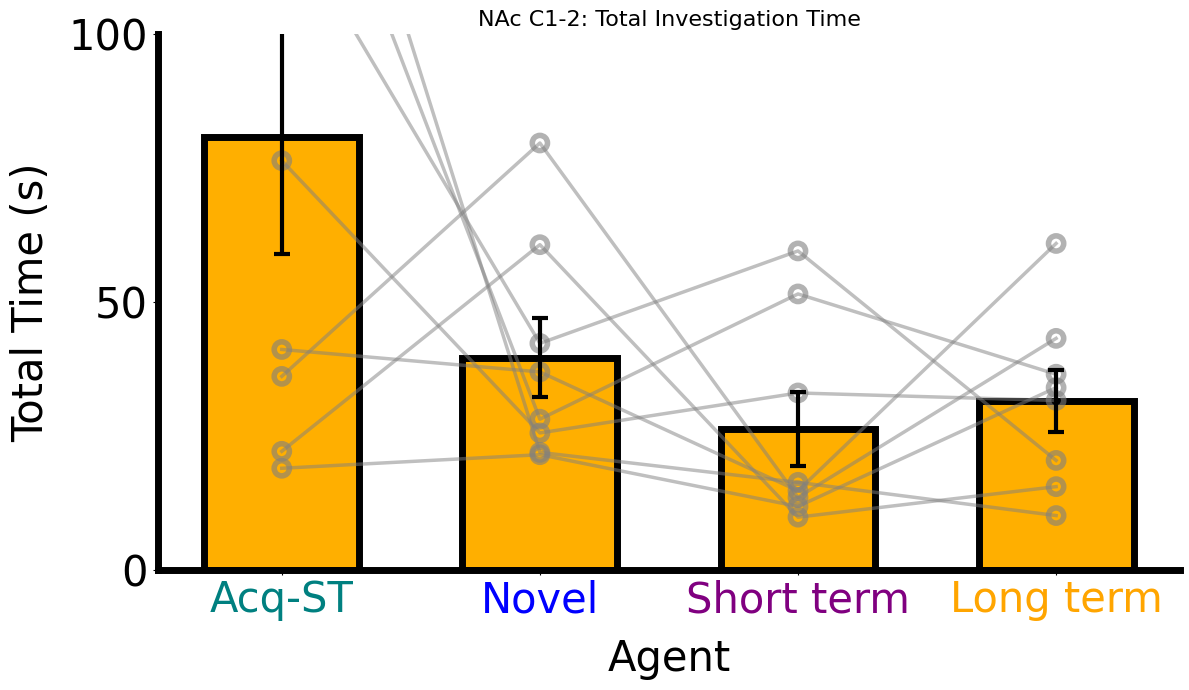 NAc C1-2: Total Investigation Time
100
50
0
Total Time (s)
Acq-ST Novel Short term Long term
Agent